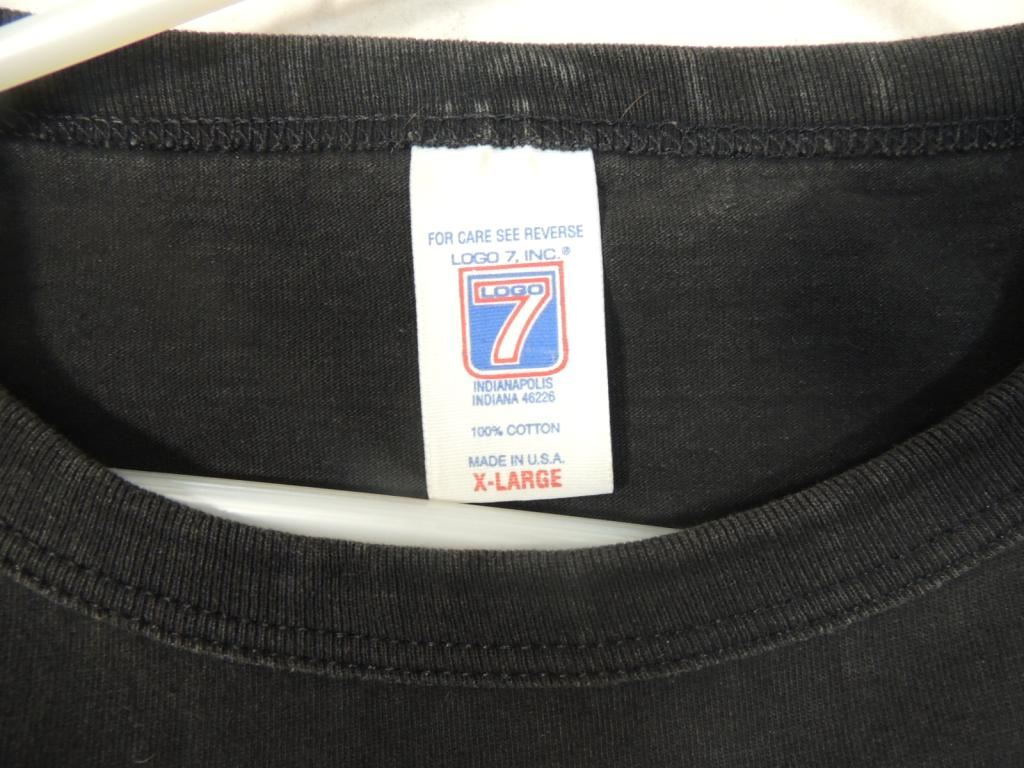 FOR CARE SEE REVERSE
LOGO 7, INC.®
LOGO
7
INDIANAPOLIS
INDIANA 46226
100% COTTON
MADE IN U.S.A.
X-LARGE